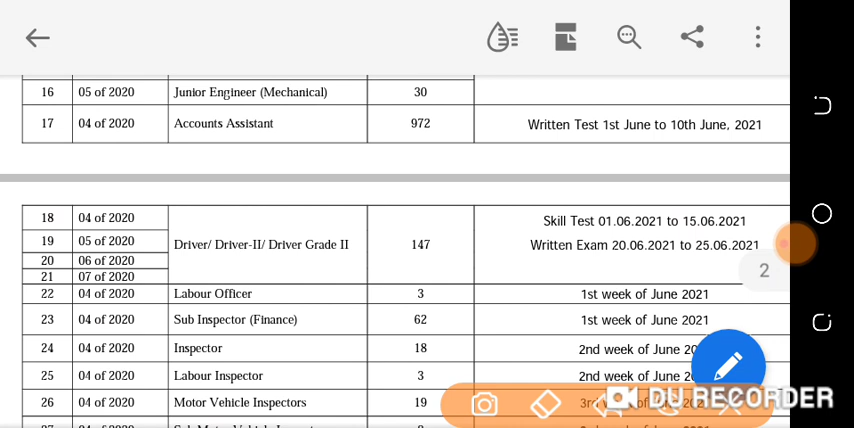 16 05 of 2020 Junior Engineer (Mechanical) 30
17 04 of 2020 Accounts Assistant 972 Written Test 1st June to 10th June, 2021
18 04 of 2020 Skill Test 01.06.2021 to 15.06.2021
19 05 of 2020 Driver/ Driver-II/ Driver Grade II 147 Written Exam 20.06.2021 to 25.06.2021
20 06 of 2020
2
21 07 of 2020
22 04 of 2020 Labour Officer 3 1st week of June 2021
23 04 of 2020 Sub Inspector (Finance) 62 1st week of June 2021
24 04 of 2020 Inspector 18 2nd week of June
25 04 of 2020 Labour Inspector 3 2nd week of June
26 04 of 2020 Motor Vehicle Inspectors 19 3rd
DU RECORDER